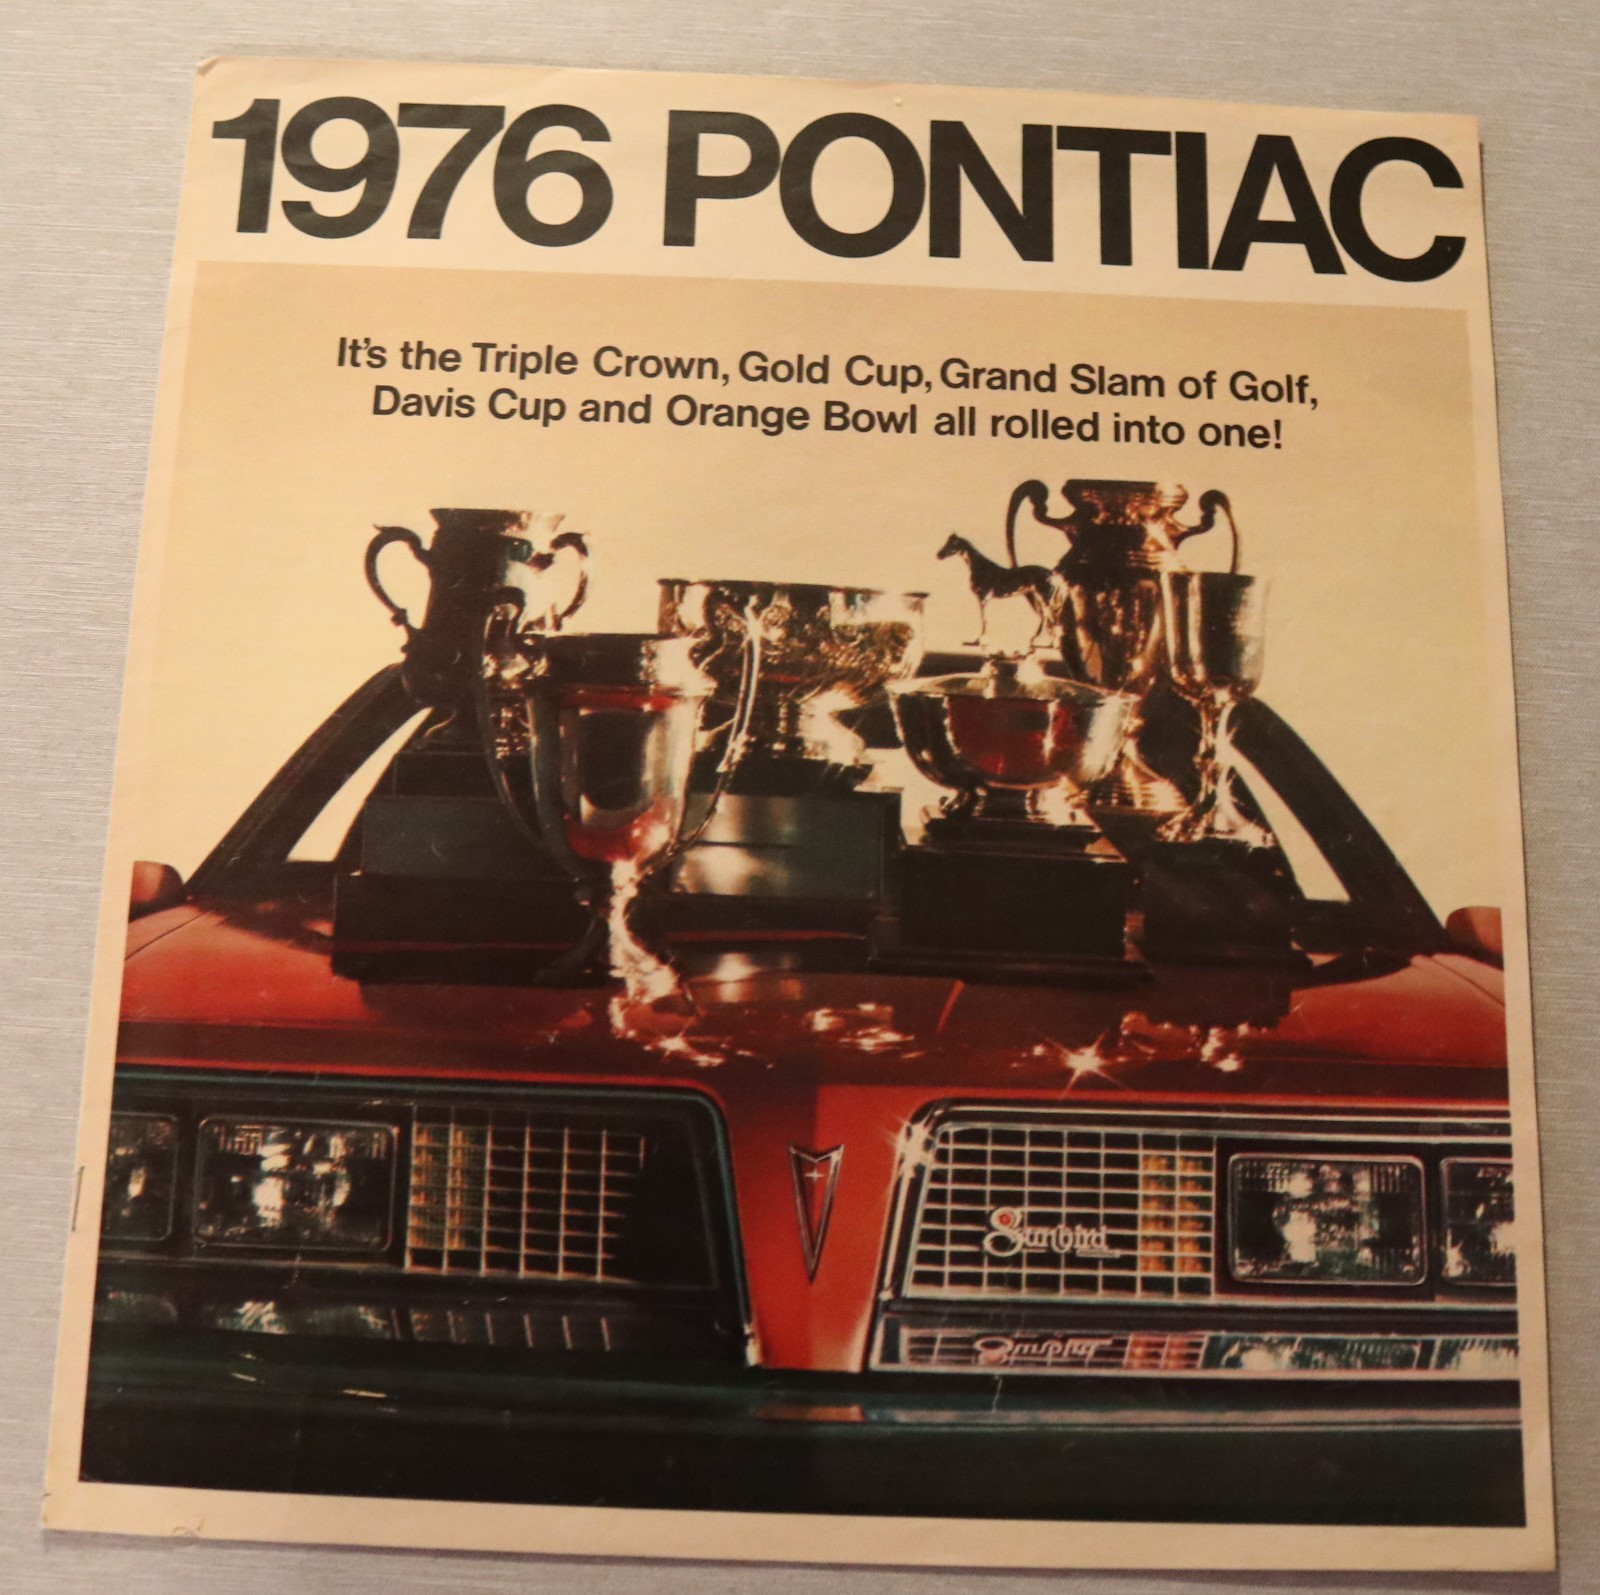 1976 PONTIAC
It's the Triple Crown, Gold Cup, Grand Slam of Golf,
Davis Cup and Orange Bowl all rolled into one!
Sunbird